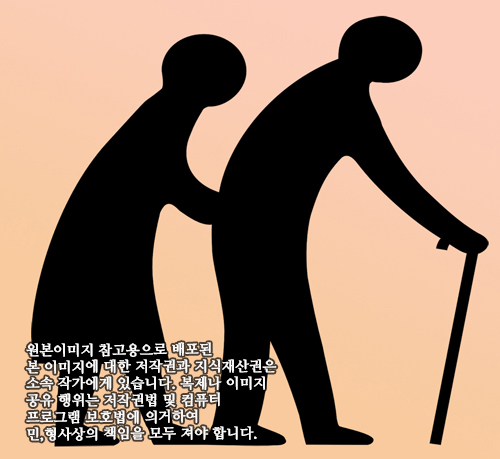 원본이미지 참고용으로 배포된
본 이미지에 대한 저작권과 지식재산권은
소속 작가에게 있습니다. 복제나 이미지
공유 행위는 저작권법 및 컴퓨터
프로그램 보호법에 의거하여
민,형사상의 책임을 모두 져야 합니다.